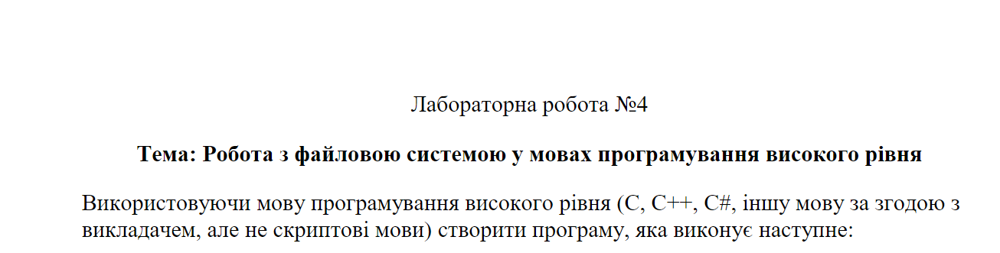 Лабораторна робота №4
Тема: Робота з файловою системою у мовах програмування високого рівня
Використовуючи мову програмування високого рівня (C, C++, C#, іншу мову за згодою з
викладачем, але не скриптові мови) створити програму, яка виконує наступне: